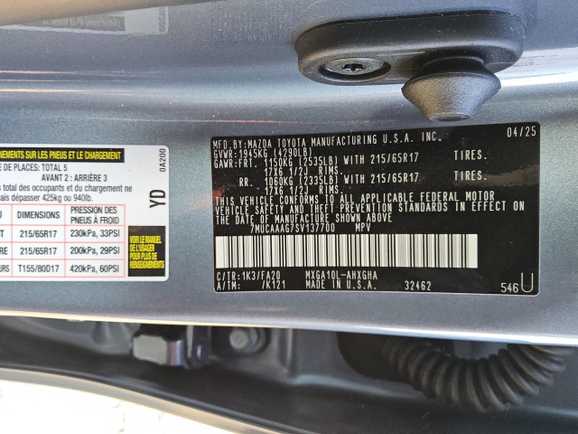 NEMENTS SUR LES PNEUS ET LE CHARGEMENT
E DE PLACES: TOTAL 5
AVANT 2 : ARRIÈRE 3
total des occupants et du chargement ne
dépasser 425kg ou 940lb.
DIMENSIONS PRESSION DES PNEUS À FROID
215/65R17 230kPa, 33PSI
RE 215/65R17 200kPa, 29PSI
T155/80D17 420kPa, 60PSI
0A200
YD
MFD.BY:MAZDA TOYOTA MANUFACTURING U.S.A. INC. 04/25
GVWR:1945KG (4290LB)
GAWR:FRT 1150KG (2535LB) WITH 215/65R17 TIRES.
17X6 1/2J RIMS
RR. 1060KG (2335LB) WITH 215/65R17 TIRES.
17X6 1/2J RIMS
THIS VEHICLE CONFORMS TO ALL APPLICABLE FEDERAL MOTOR
VEHICLE SAFETY, BUMPER, AND THEFT
PREVENTION STANDARDS IN EFFECT ON THE DATE OF
MANUFACTURE SHOWN ABOVE.
7MUCAAAG7SV137700 MPV
C/TR:1K3/FA20 MXGA10L-AHXGHA
A/TM: /K121 MADE IN U.S.A. 32462
546U